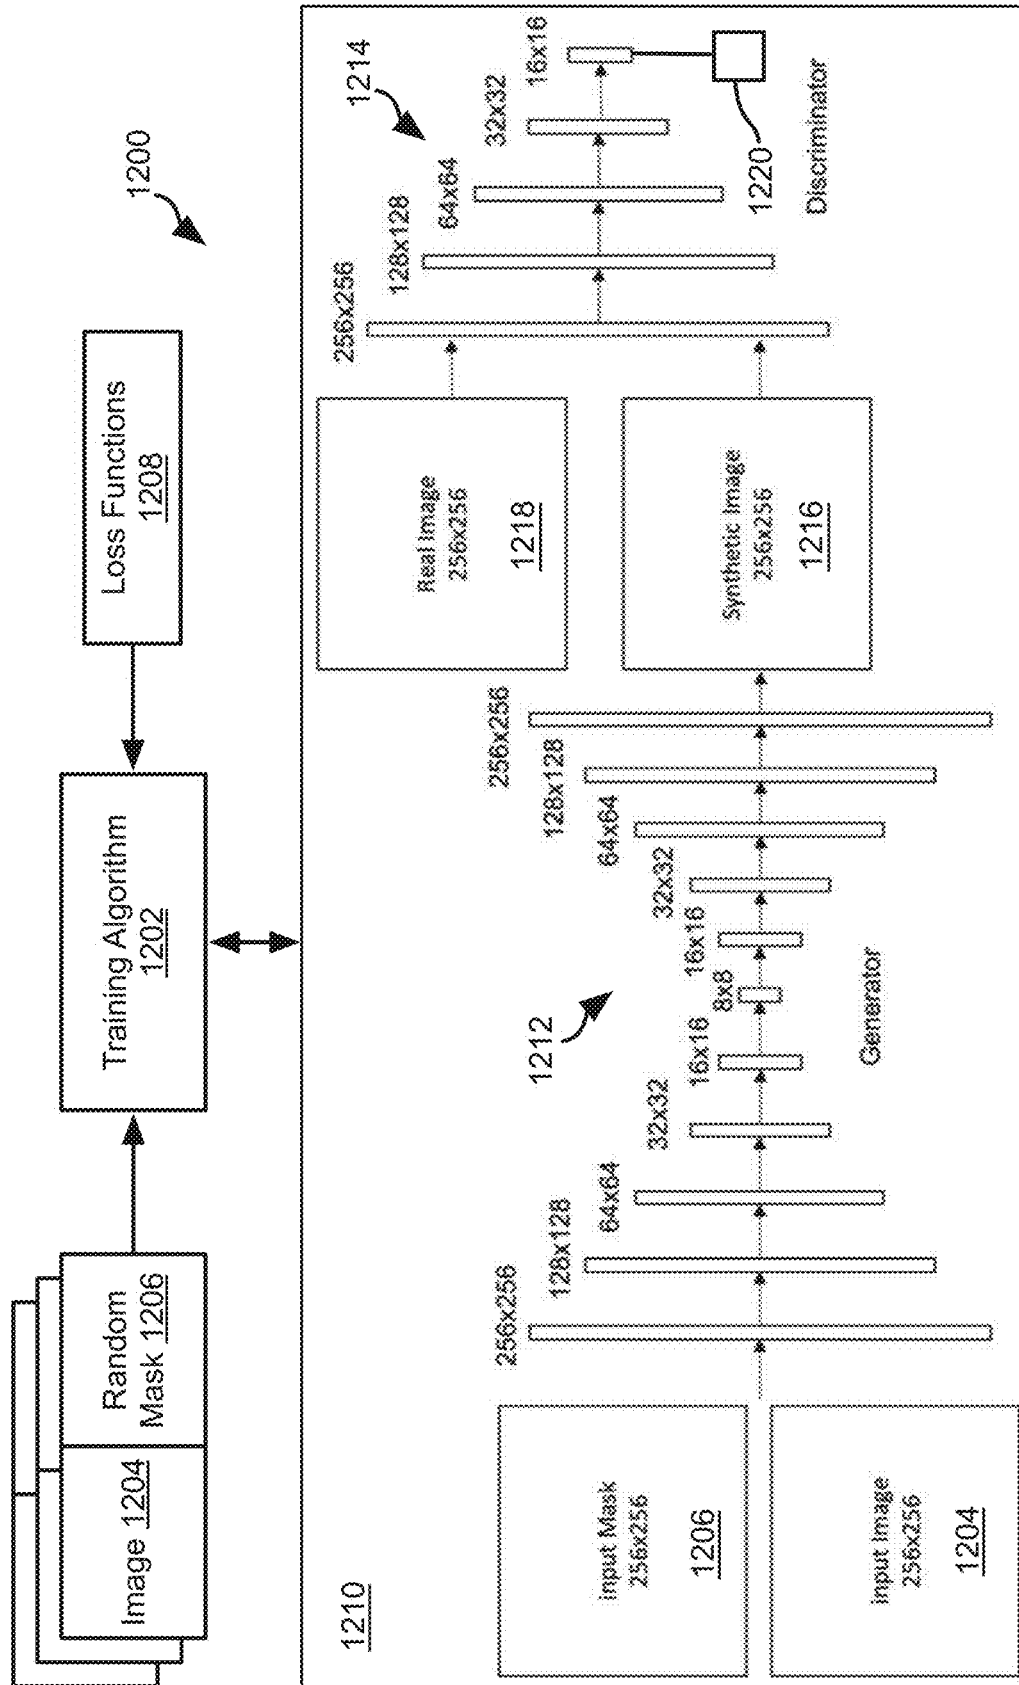 1200
Image 1204
Random
Mask 1206
Training Algorithm
1202
Loss Functions
1208
1210
Input Mask
256x256
1206
Input Image
256x256
1204
256x256
128x128
64x64
32x32
16x16
8x8
16x16
32x32
64x64
128x128
256x256
1212
Generator
Real Image
256x256
1218
Synthetic Image
256x256
1216
256x256
128x128
64x64
32x32
16x16
1214
1220
Discriminator